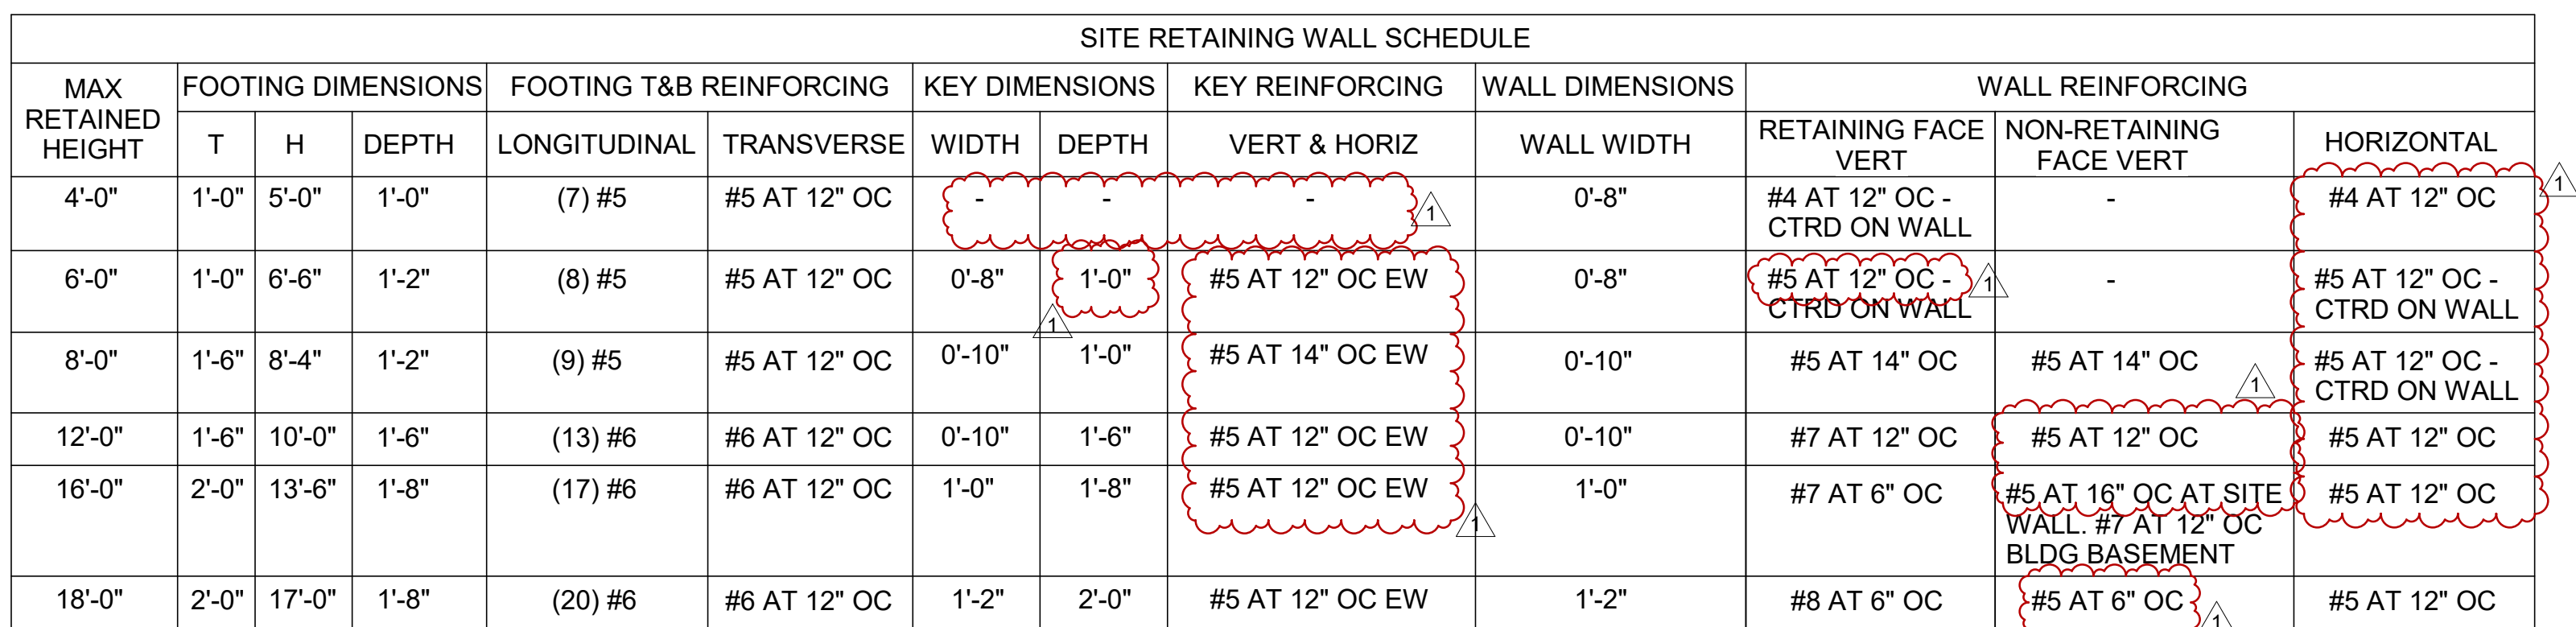 SITE RETAINING WALL SCHEDULE
MAX RETAINED HEIGHT | FOOTING DIMENSIONS | FOOTING T&B REINFORCING | KEY DIMENSIONS | KEY REINFORCING | WALL DIMENSIONS | WALL REINFORCING
T | H | DEPTH | LONGITUDINAL | TRANSVERSE | WIDTH | DEPTH | VERT & HORIZ | WALL WIDTH | RETAINING FACE VERT | NON-RETAINING FACE VERT | HORIZONTAL
4'-0" | 1'-0" | 5'-0" | 1'-0" | (7) #5 | #5 AT 12" OC | - | - | - | 0'-8" | #4 AT 12" OC - CTRD ON WALL | - | #4 AT 12" OC
1
1
6'-0" | 1'-0" | 6'-6" | 1'-2" | (8) #5 | #5 AT 12" OC | 0'-8" | 1'-0" | #5 AT 12" OC EW | 0'-8" | #5 AT 12" OC - CTRD ON WALL | - | #5 AT 12" OC - CTRD ON WALL
1
1
8'-0" | 1'-6" | 8'-4" | 1'-2" | (9) #5 | #5 AT 12" OC | 0'-10" | 1'-0" | #5 AT 14" OC EW | 0'-10" | #5 AT 14" OC | #5 AT 14" OC | #5 AT 12" OC - CTRD ON WALL
1
12'-0" | 1'-6" | 10'-0" | 1'-6" | (13) #6 | #6 AT 12" OC | 0'-10" | 1'-6" | #5 AT 12" OC EW | 0'-10" | #7 AT 12" OC | #5 AT 12" OC | #5 AT 12" OC
16'-0" | 2'-0" | 13'-6" | 1'-8" | (17) #6 | #6 AT 12" OC | 1'-0" | 1'-8" | #5 AT 12" OC EW | 1'-0" | #7 AT 6" OC | #5 AT 16" OC AT SITE WALL. #7 AT 12" OC BLDG BASEMENT | #5 AT 12" OC
1
18'-0" | 2'-0" | 17'-0" | 1'-8" | (20) #6 | #6 AT 12" OC | 1'-2" | 2'-0" | #5 AT 12" OC EW | 1'-2" | #8 AT 6" OC | #5 AT 6" OC | #5 AT 12" OC
1